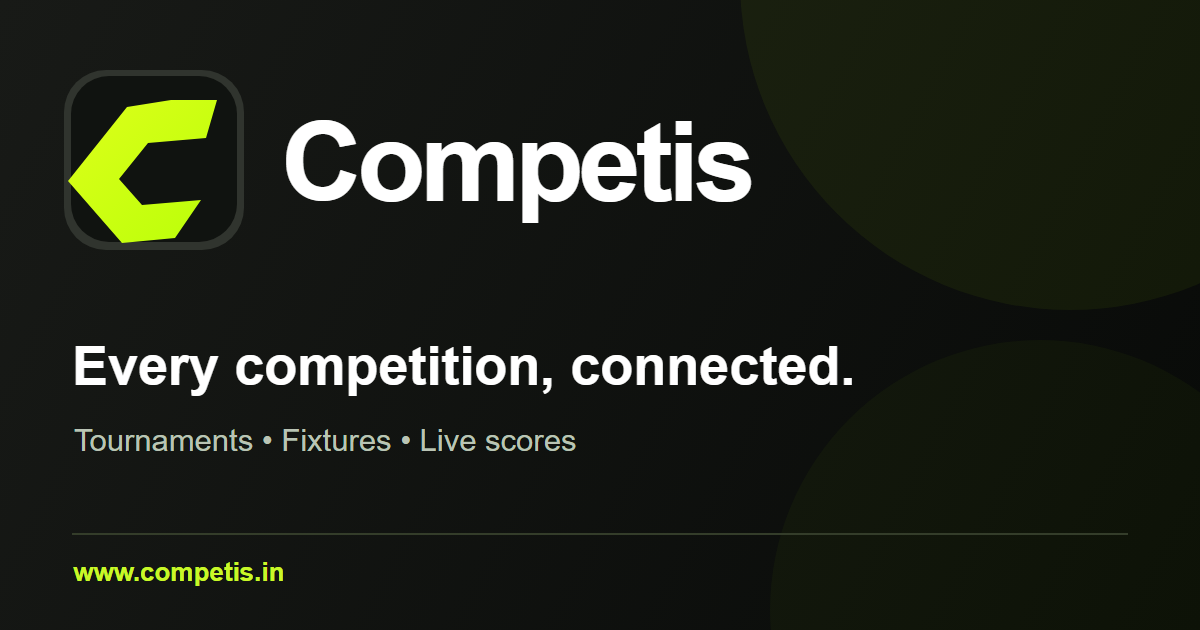 Competis
Every competition, connected.
Tournaments • Fixtures • Live scores
www.competis.in